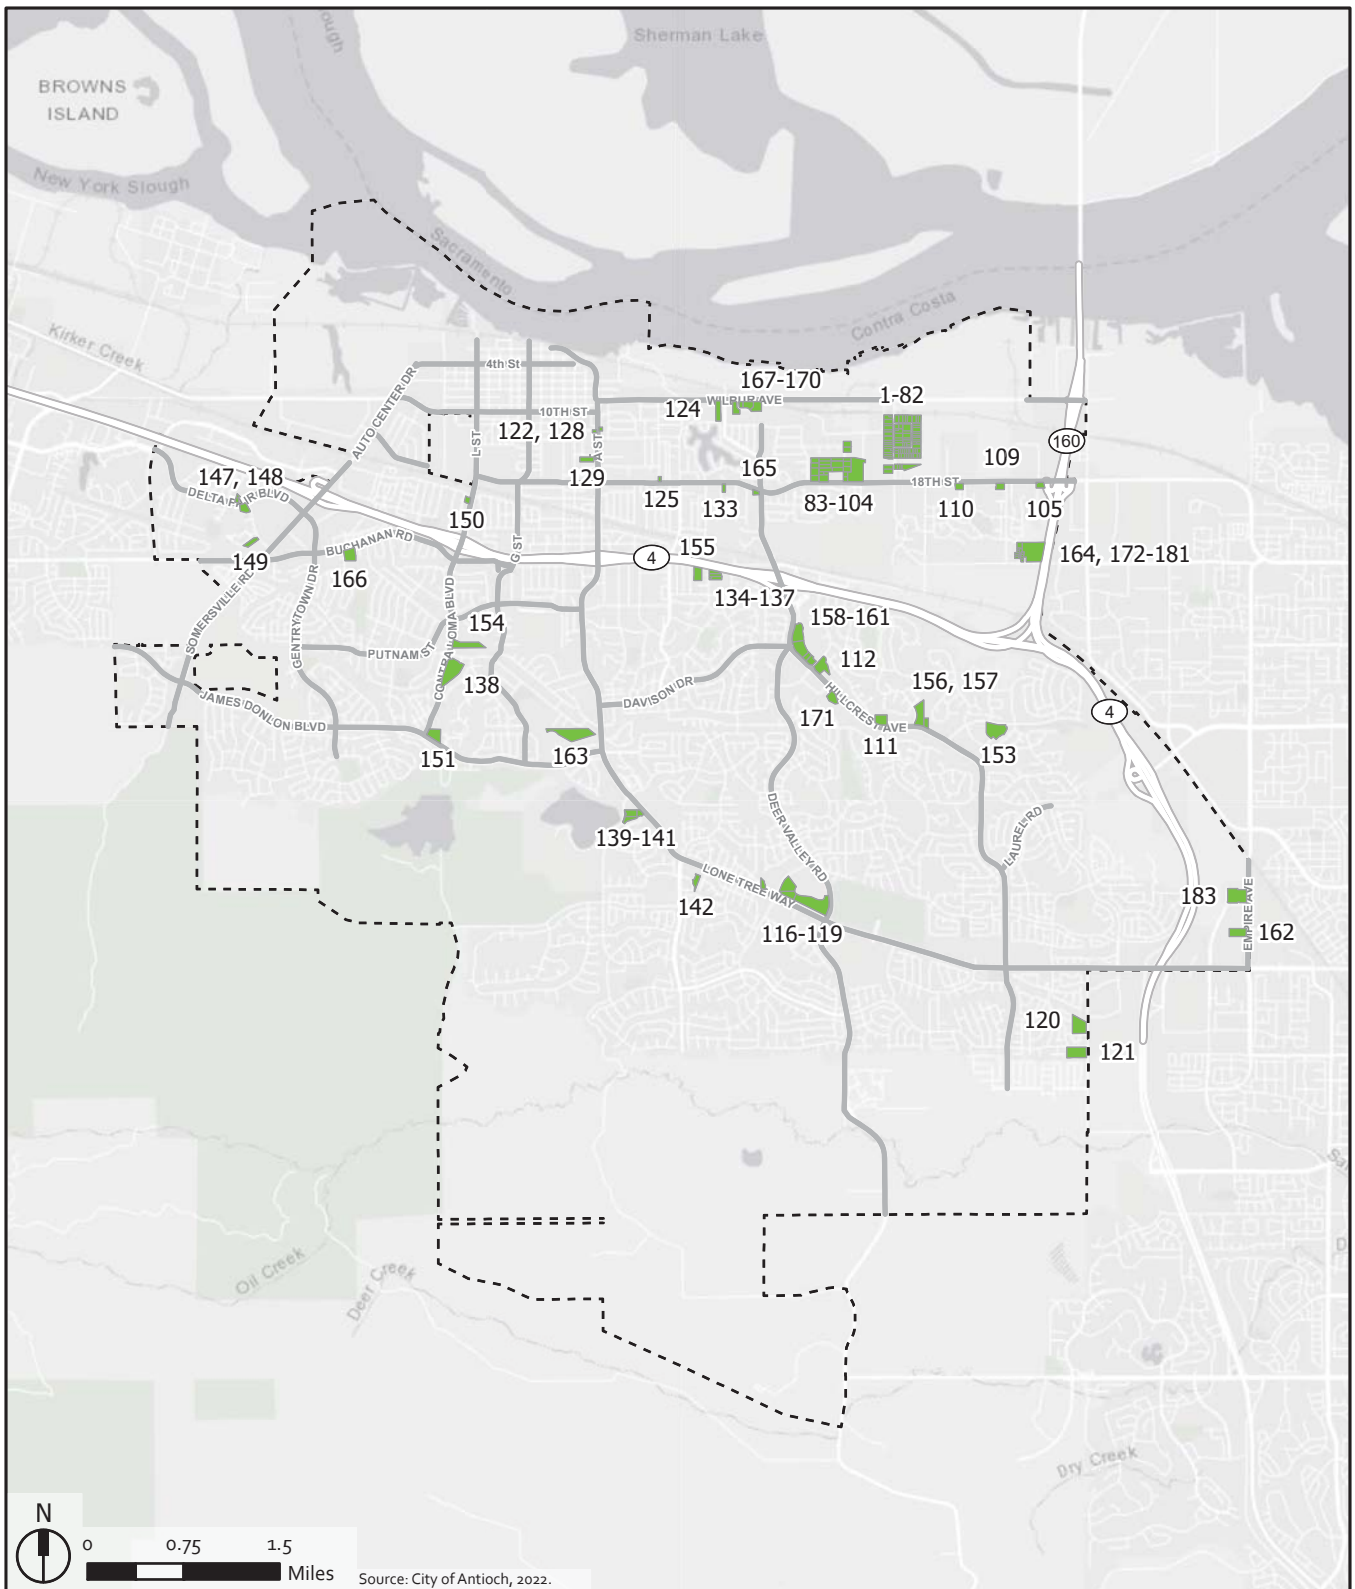 Sherman Lake
BROWNS
ISLAND
New York Slough
Sacramento
Contra Costa
Kirker Creek
4th St
AUTO CENTER DR
167-170
WILBUR AVE
1-82
124
10TH ST
122, 128
L ST
A ST
160
109
165
147, 148
129
DELTA FAIR BLVD
18TH ST
125
133
83-104
110
105
150
BUCHANAN RD
G ST
149
166
4
155
164, 172-181
134-137
SOMERSVILLE RD
GENTRYTOWN DR
CONTRA LOMA BLVD
158-161
154
PUTNAM ST
112
138
DAVISON DR
HILLCREST AVE
156, 157
JAMES DONLON BLVD
171
4
111
151
163
153
DEER VALLEY RD
LAUREL RD
139-141
LONE TREE WAY
142
183
EMPIRE AVE
116-119
162
120
121
Oil Creek
Deer Creek
Dry Creek
N
0 0.75 1.5
Miles
Source: City of Antioch, 2022.